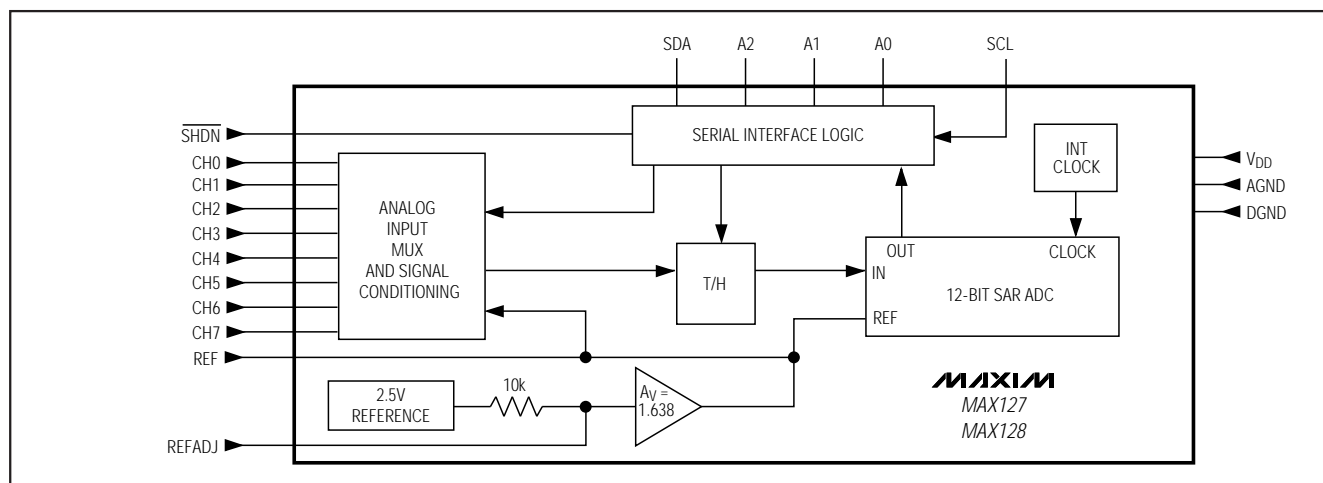 SDA A2 A1 A0 SCL
SHDN
SERIAL INTERFACE LOGIC
INT
CLOCK
VDD
AGND
DGND
CH0
CH1
CH2
CH3
CH4
CH5
CH6
CH7
ANALOG
INPUT
MUX
AND SIGNAL
CONDITIONING
T/H
OUT
CLOCK
IN
12-BIT SAR ADC
REF
REF
2.5V
REFERENCE
10k
AV =
1.638
MAXIM
MAX127
MAX128
REFADJ